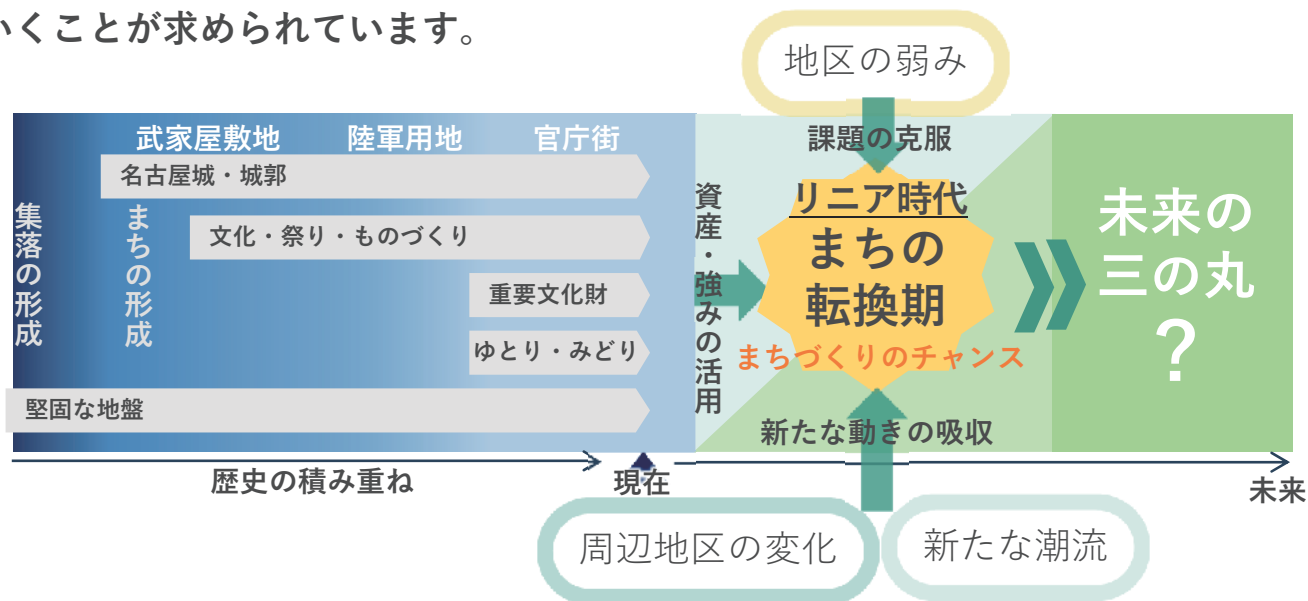 いくことが求められています。
地区の弱み
武家屋敷地
陸軍用地
官庁街
課題の克服
名古屋城・城郭
集落の形成
まちの形成
文化・祭り・ものづくり
重要文化財
ゆとり・みどり
堅固な地盤
資産・強みの活用
リニア時代
まちの
転換期
まちづくりのチャンス
未来の
三の丸
?
新たな動きの吸収
歴史の積み重ね
現在
未来
周辺地区の変化
新たな潮流